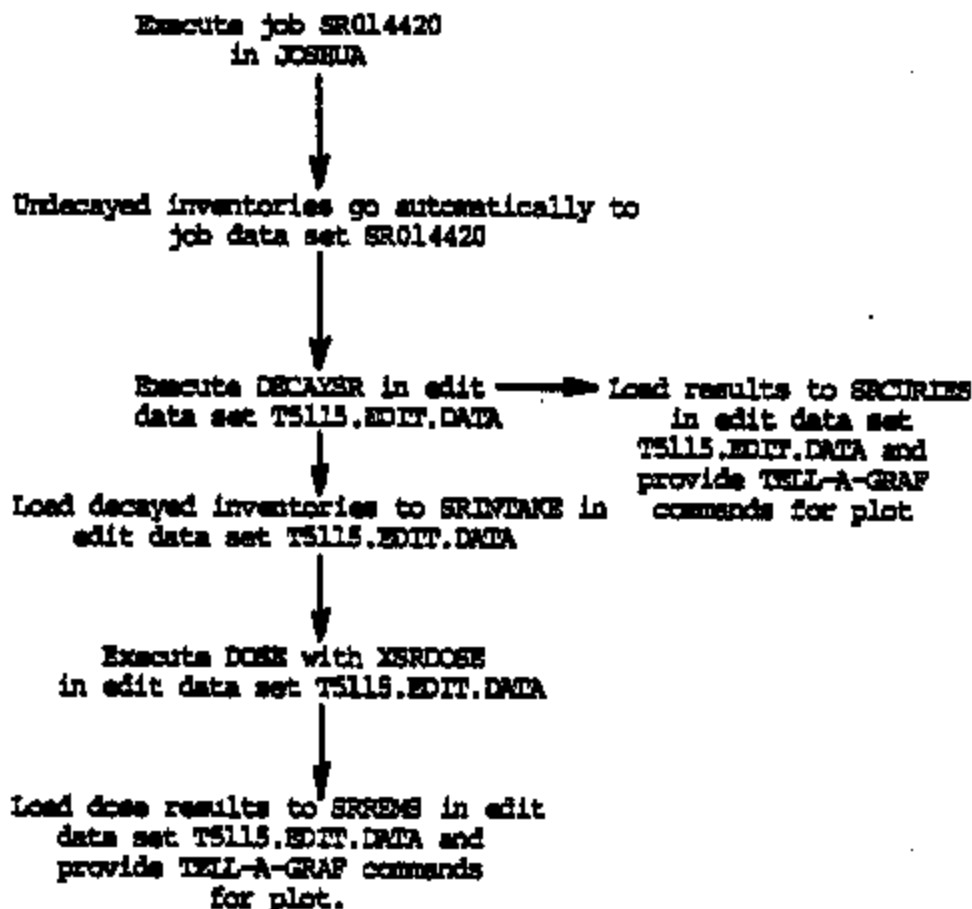 Execute job SR014420
in JOSHUA
Undecayed inventories go automatically to
job data set SR014420
Execute DECAYSR in edit
data set T5115.EDIT.DATA
Load results to SRCURIES
in edit data set
T5115.EDIT.DATA and
provide TELL-A-GRAF
commands for plot
Load decayed inventories to SRINTAKE in
edit data set T5115.EDIT.DATA
Execute DOSE with XSRDOSE
in edit data set T5115.EDIT.DATA
Load dose results to SRREMS in edit
data set T5115.EDIT.DATA and
provide TELL-A-GRAF commands
for plot.